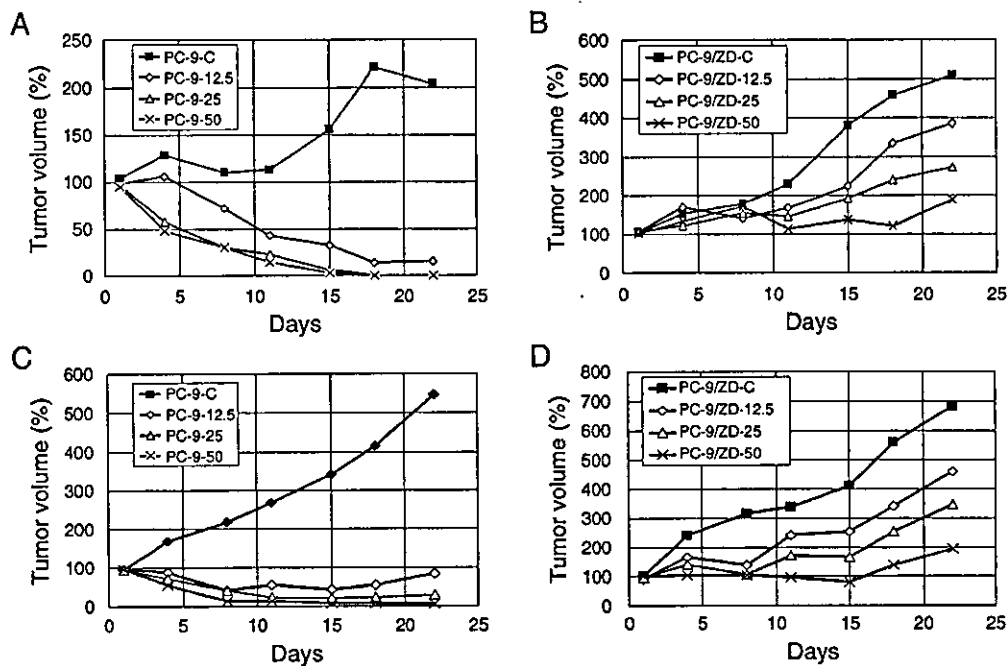 A
Tumor volume (%)
250
200
150
100
50
0
PC-9-C
PC-9-12.5
PC-9-25
PC-9-50
0 5 10 15 20 25
Days
B
Tumor volume (%)
600
500
400
300
200
100
0
PC-9/ZD-C
PC-9/ZD-12.5
PC-9/ZD-25
PC-9/ZD-50
0 5 10 15 20 25
Days
C
Tumor volume (%)
600
500
400
300
200
100
0
PC-9-C
PC-9-12.5
PC-9-25
PC-9-50
0 5 10 15 20 25
Days
D
Tumor volume (%)
800
700
600
500
400
300
200
100
0
PC-9/ZD-C
PC-9/ZD-12.5
PC-9/ZD-25
PC-9/ZD-50
0 5 10 15 20 25
Days